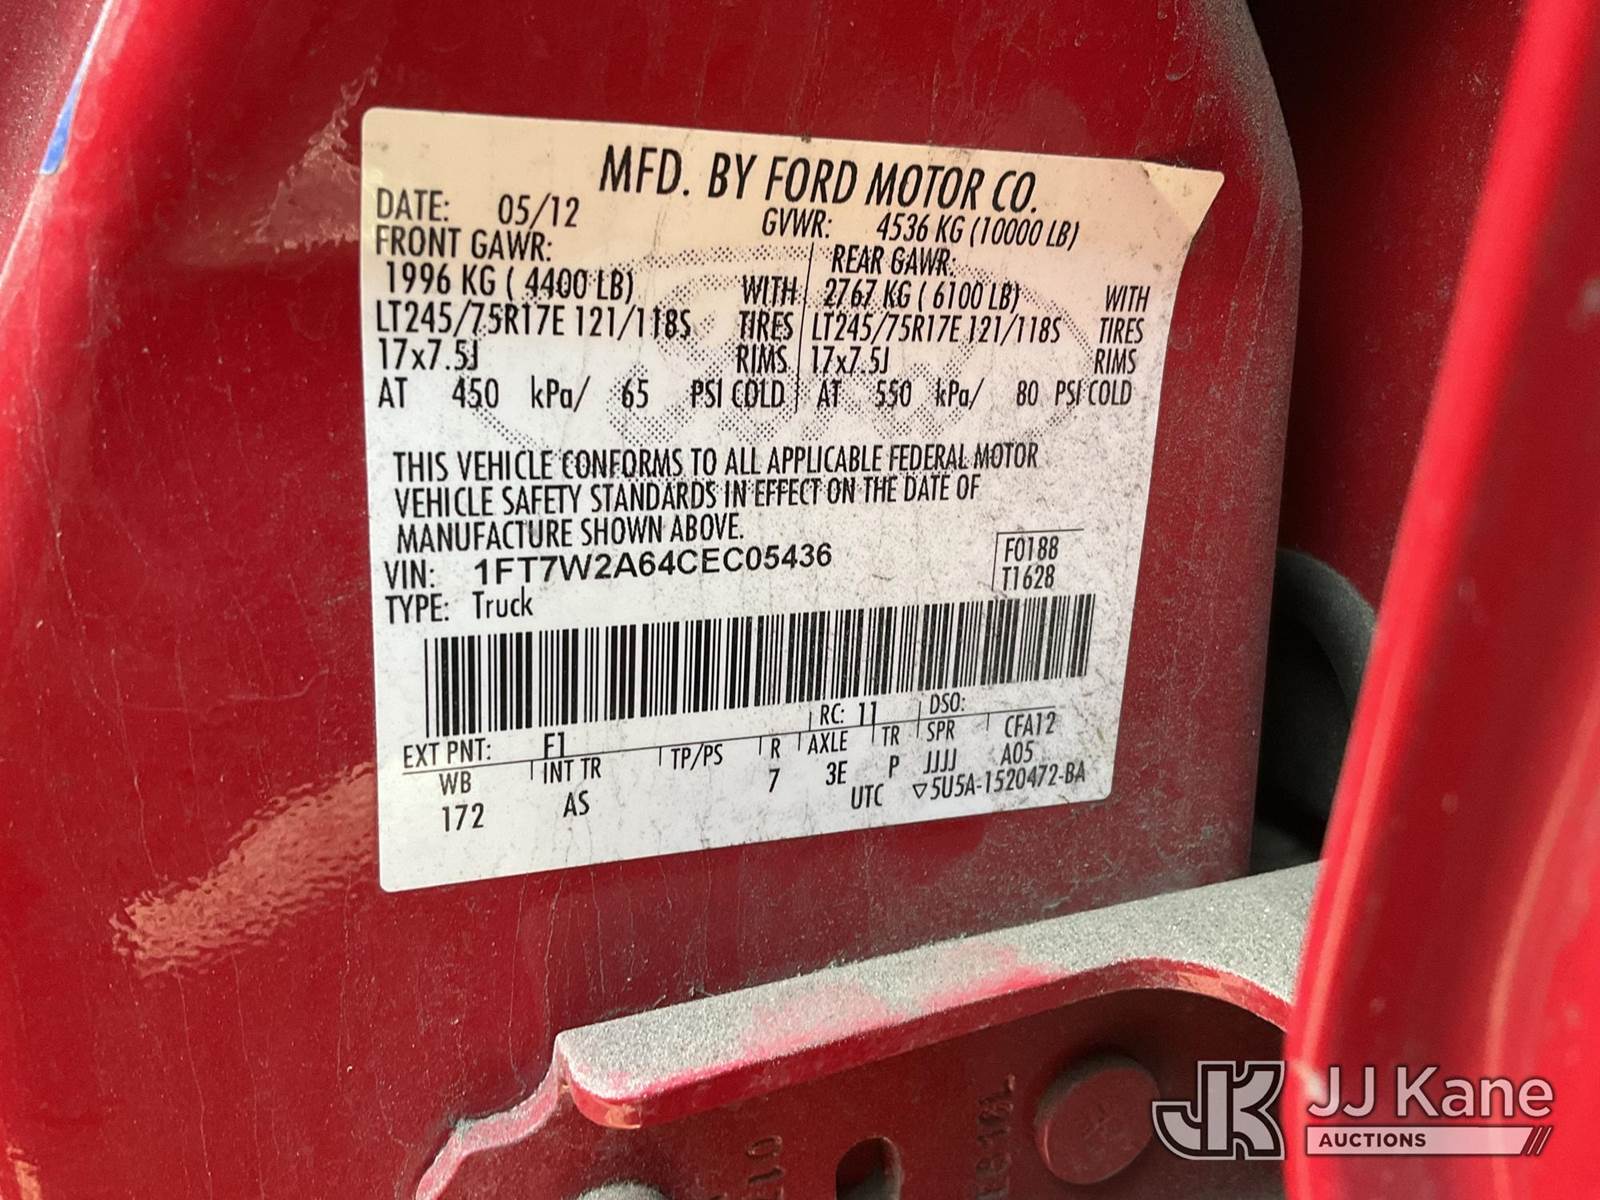 MFD. BY FORD MOTOR CO.
DATE: 05/12 GVWR: 4536 KG (10000 LB)
FRONT GAWR: REAR GAWR:
1996 KG ( 4400 LB) WITH 2767 KG ( 6100 LB) WITH
LT245/75R17E 121/118S TIRES LT245/75R17E 121/118S TIRES
17x7.5J RIMS 17x7.5J RIMS
AT 450 kPa/ 65 PSI COLD AT 550 kPa/ 80 PSI COLD
THIS VEHICLE CONFORMS TO ALL APPLICABLE FEDERAL MOTOR
VEHICLE SAFETY STANDARDS IN EFFECT ON THE DATE OF
MANUFACTURE SHOWN ABOVE.
VIN: 1FT7W2A64CEC05436 F0188
TYPE: Truck T1628
EXT PNT: F1 RC: 11 DSO:
WB INT TR TP/PS R AXLE TR SPR CFA12
172 AS 7 3E P JJJJ A05
UTC ▽5U5A-1520472-BA
JK JJ Kane
AUCTIONS